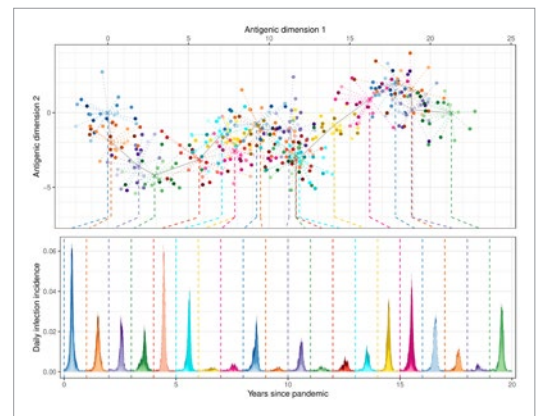 Antigenic dimension 1
0 5 10 15 20 25
Antigenic dimension 2
0
−5
Daily infection incidence
0.06
0.04
0.02
0.00
0 5 10 15 20
Years since pandemic